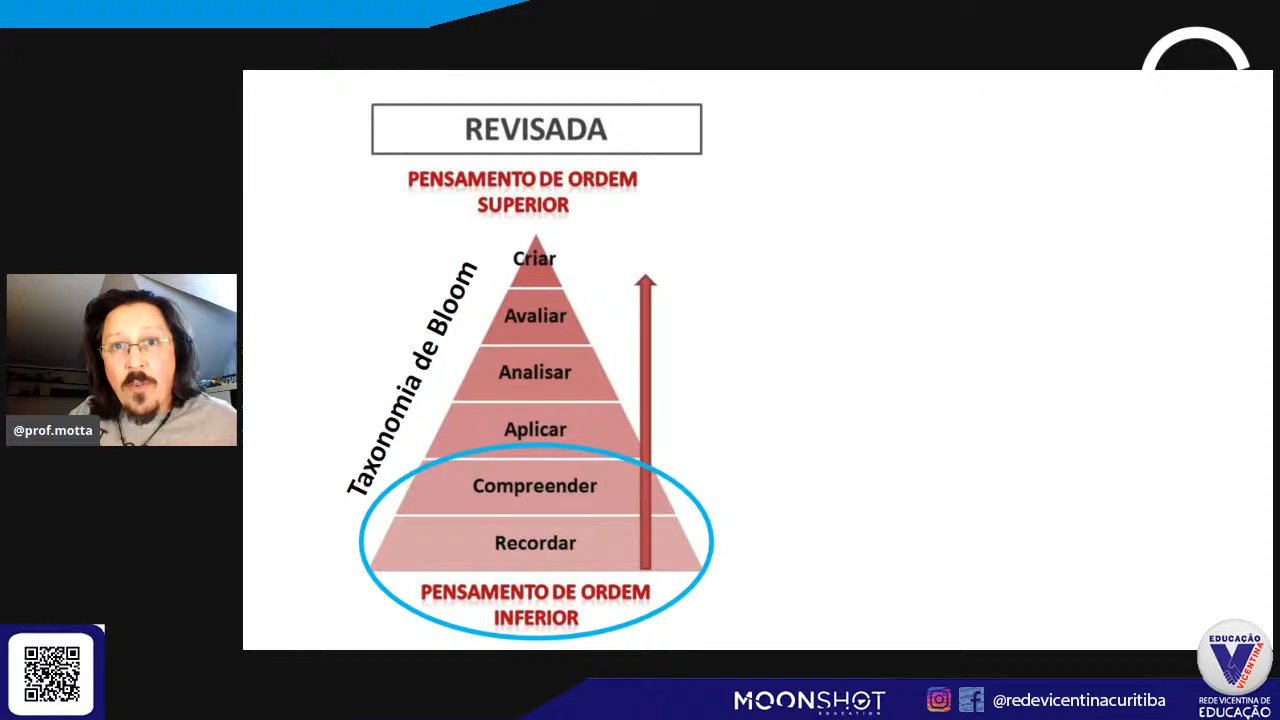 REVISADA
PENSAMENTO DE ORDEM
SUPERIOR
Taxonomia de Bloom
Criar
Avaliar
Analisar
Aplicar
Compreender
Recordar
PENSAMENTO DE ORDEM
INFERIOR
@prof.motta
MOONSHOT
EDUCATION
@redevicentinacuritiba
EDUCAÇÃO
V
VICENTINA
REDE VICENTINA DE
EDUCAÇÃO